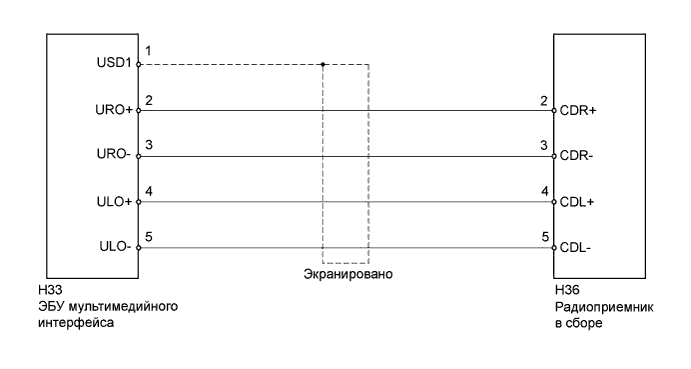 USD1 1
URO+ 2 2 CDR+
URO- 3 3 CDR-
ULO+ 4 4 CDL+
ULO- 5 5 CDL-
Экранировано
H33
ЭБУ мультимедийного
интерфейса
H36
Радиоприемник
в сборе